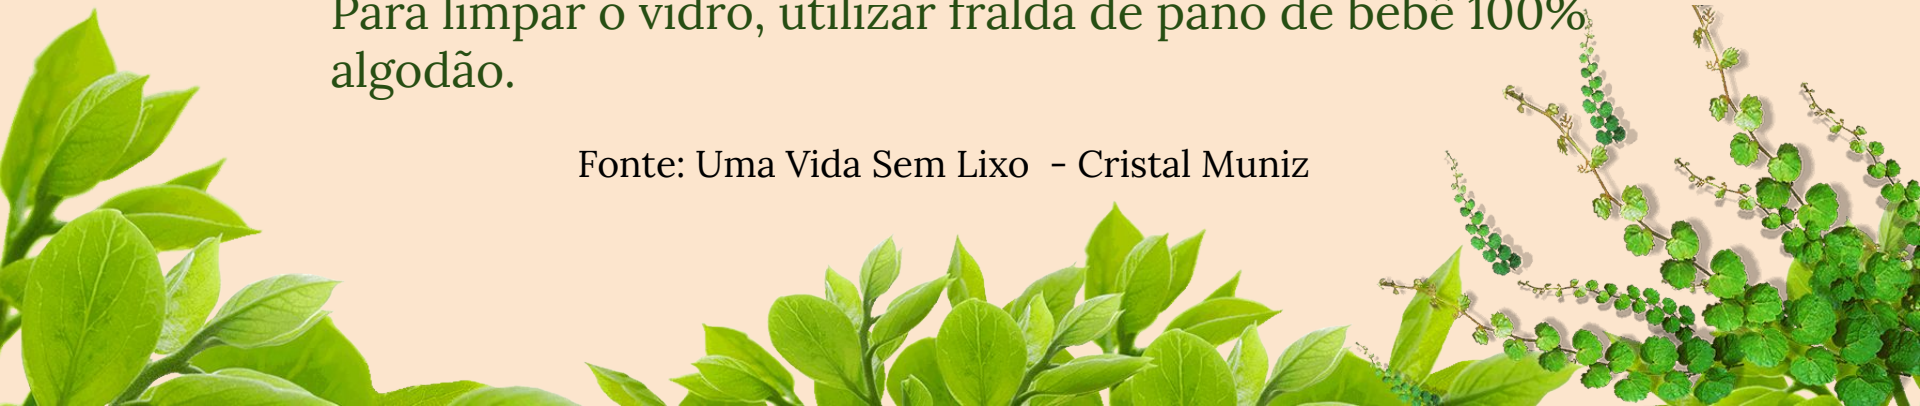 Para limpar o vidro, utilizar fralda de pano de bebê 100%
algodão.
Fonte: Uma Vida Sem Lixo - Cristal Muniz